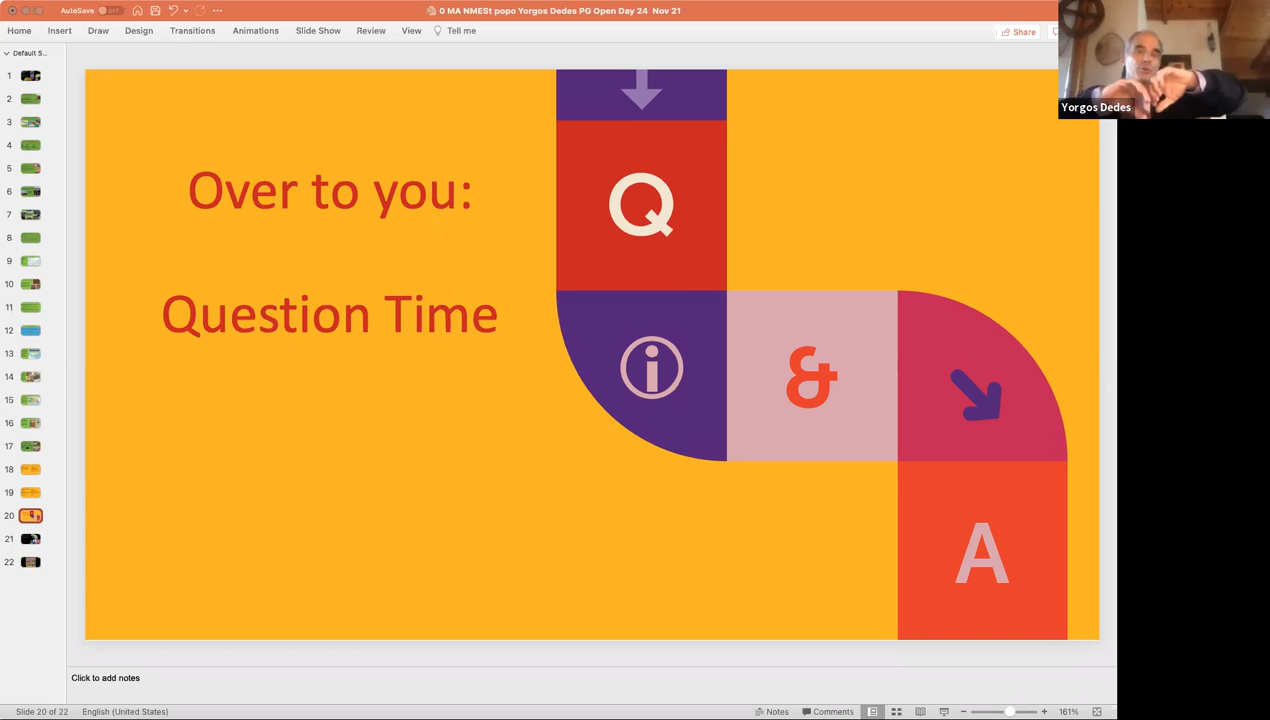 AutoSave OFF
0 MA NMESt popo Yorgos Dedes PG Open Day 24 Nov 21
Home Insert Draw Design Transitions Animations Slide Show Review View Tell me
Share
Default S...
1
2
3
4
5
6
7
8
9
10
11
12
13
14
15
16
17
18
19
20
21
22
Over to you:
Question Time
Q
i
&
A
Yorgos Dedes
Click to add notes
Slide 20 of 22 English (United States) Notes Comments 161%